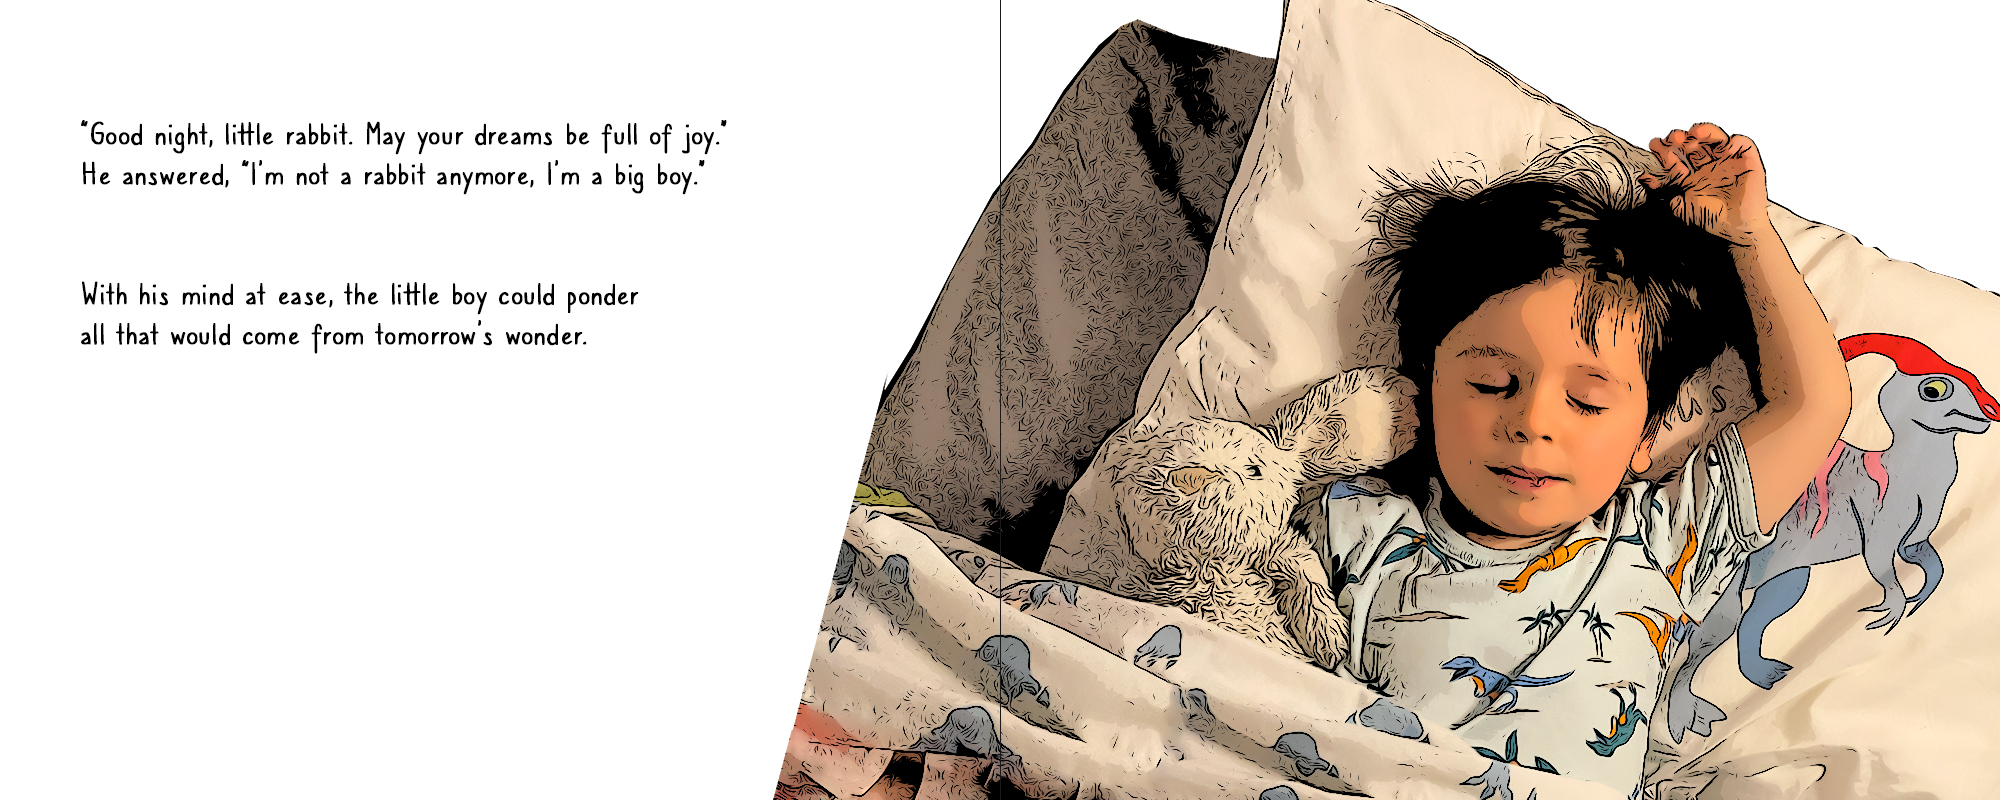 "Good night, little rabbit. May your dreams be full of joy."
He answered, "I'm not a rabbit anymore, I'm a big boy."
With his mind at ease, the little boy could ponder
all that would come from tomorrow's wonder.